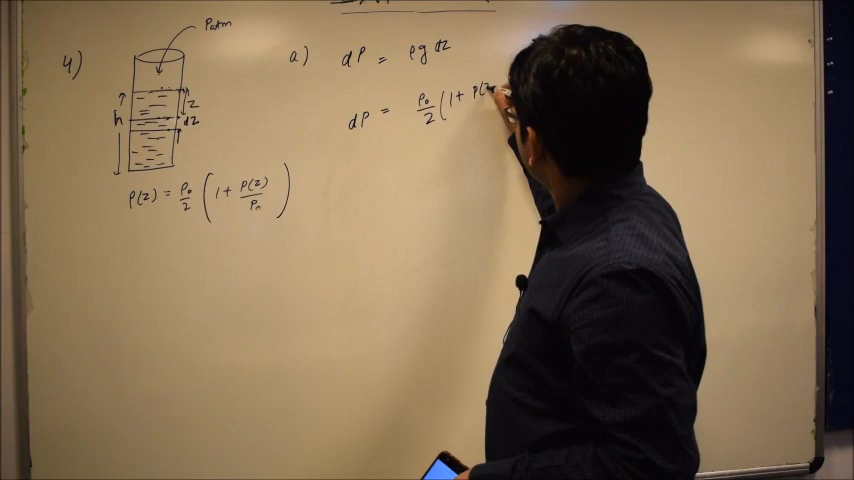 Patm
4)
a) dP = ρg dz
h
z
dz
dP = ρ₀/2 (1 + P(z
ρ(z) = ρ₀/2 (1 + P(z)/P₀)